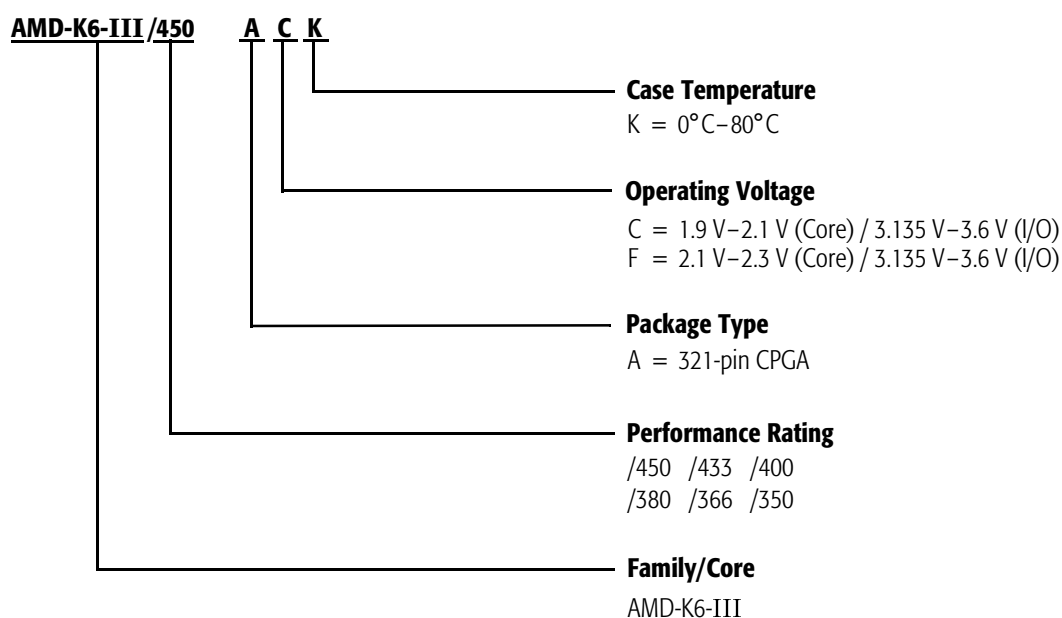 AMD-K6-III /450 A C K
Case Temperature
K = 0°C–80°C
Operating Voltage
C = 1.9 V–2.1 V (Core) / 3.135 V–3.6 V (I/O)
F = 2.1 V–2.3 V (Core) / 3.135 V–3.6 V (I/O)
Package Type
A = 321-pin CPGA
Performance Rating
/450 /433 /400
/380 /366 /350
Family/Core
AMD-K6-III